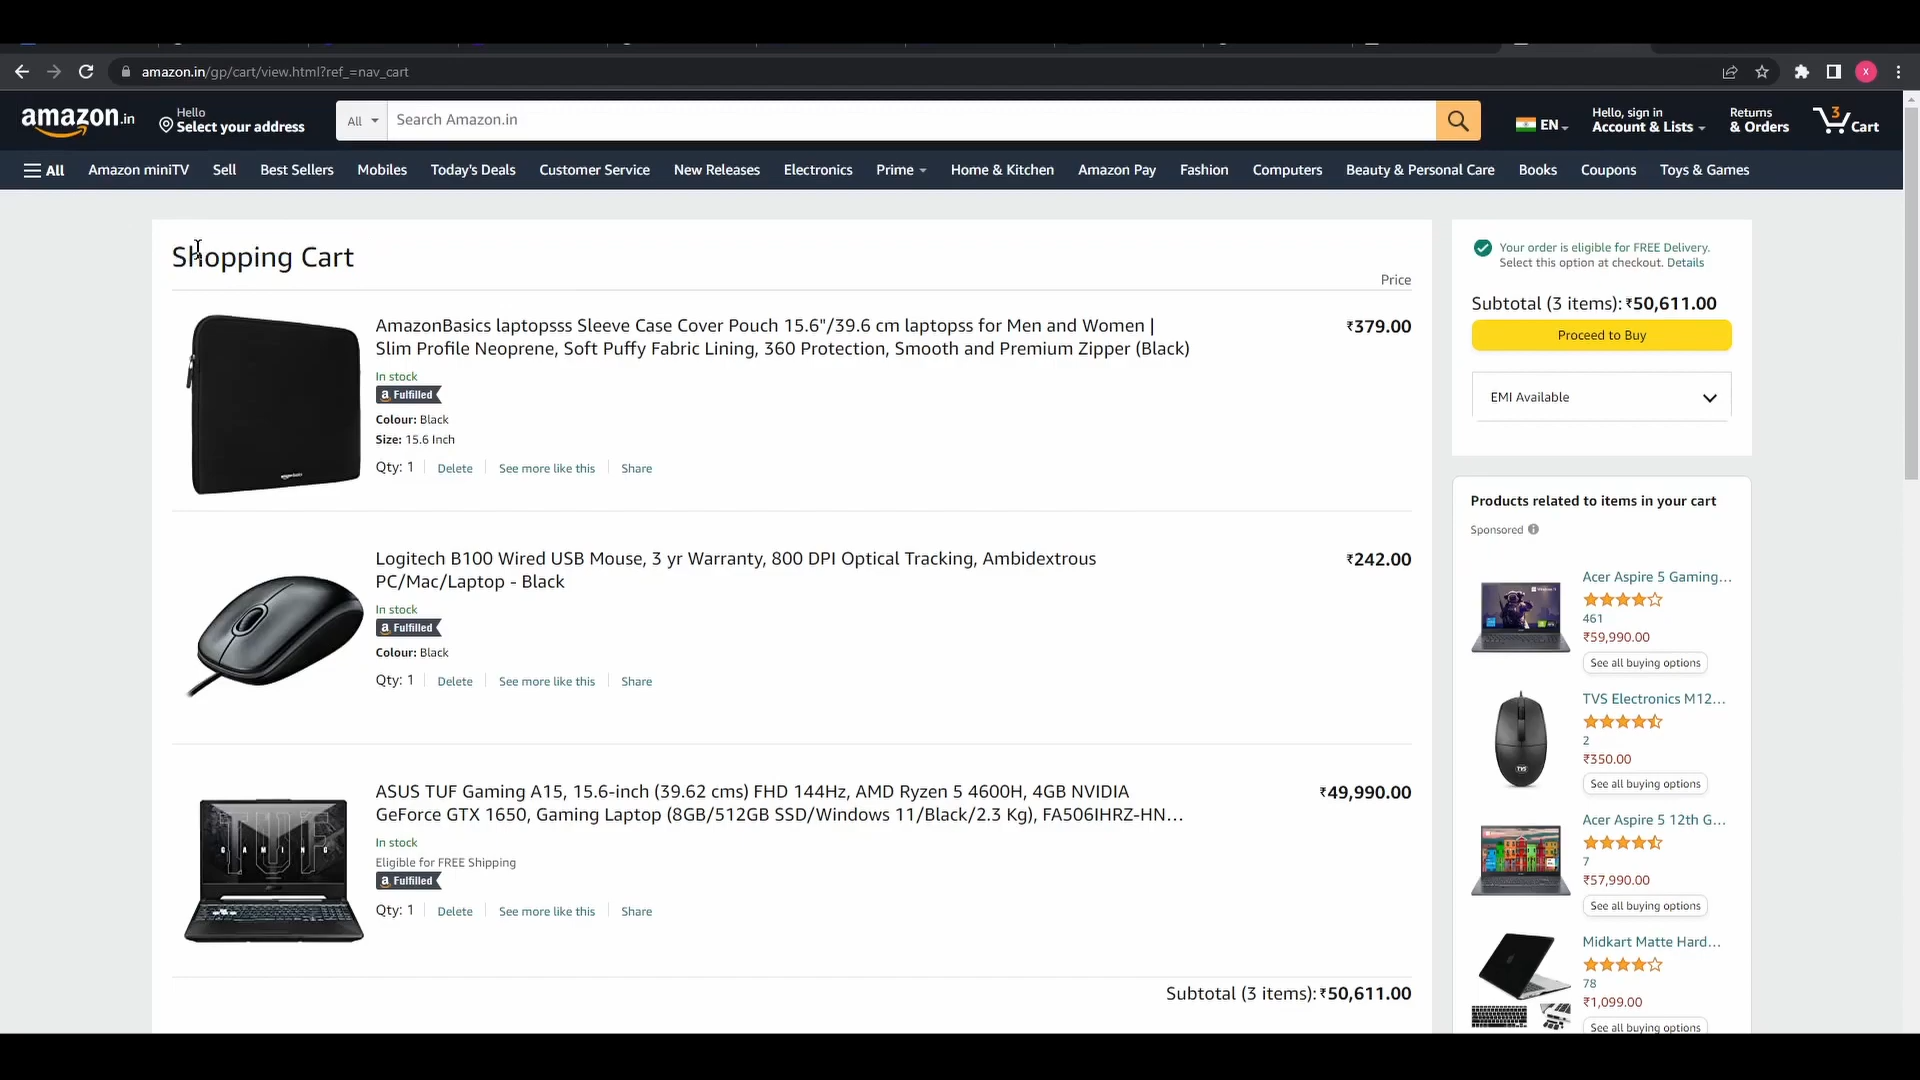 amazon.in/gp/cart/view.html?ref_=nav_cart
X
amazon.in
Hello
Select your address
All
Search Amazon.in
EN
Hello, sign in
Account & Lists
Returns
& Orders
3
Cart
All
Amazon miniTV
Sell
Best Sellers
Mobiles
Today's Deals
Customer Service
New Releases
Electronics
Prime
Home & Kitchen
Amazon Pay
Fashion
Computers
Beauty & Personal Care
Books
Coupons
Toys & Games
Shopping Cart
Price
AmazonBasics laptopsss Sleeve Case Cover Pouch 15.6"/39.6 cm laptopss for Men and Women |
Slim Profile Neoprene, Soft Puffy Fabric Lining, 360 Protection, Smooth and Premium Zipper (Black)
₹379.00
In stock
a Fulfilled
Colour: Black
Size: 15.6 Inch
Qty: 1
Delete
See more like this
Share
Logitech B100 Wired USB Mouse, 3 yr Warranty, 800 DPI Optical Tracking, Ambidextrous
PC/Mac/Laptop - Black
₹242.00
In stock
a Fulfilled
Colour: Black
Qty: 1
Delete
See more like this
Share
TUF
GAMING
ASUS TUF Gaming A15, 15.6-inch (39.62 cms) FHD 144Hz, AMD Ryzen 5 4600H, 4GB NVIDIA
GeForce GTX 1650, Gaming Laptop (8GB/512GB SSD/Windows 11/Black/2.3 Kg), FA506IHRZ-HN...
₹49,990.00
In stock
Eligible for FREE Shipping
a Fulfilled
Qty: 1
Delete
See more like this
Share
Subtotal (3 items): ₹50,611.00
Your order is eligible for FREE Delivery.
Select this option at checkout. Details
Subtotal (3 items): ₹50,611.00
Proceed to Buy
EMI Available
Products related to items in your cart
Sponsored
Acer Aspire 5 Gaming...
461
₹59,990.00
See all buying options
TVS
TVS Electronics M12...
2
₹350.00
See all buying options
Acer Aspire 5 12th G...
7
₹57,990.00
See all buying options
Midkart Matte Hard...
78
₹1,099.00
See all buying options